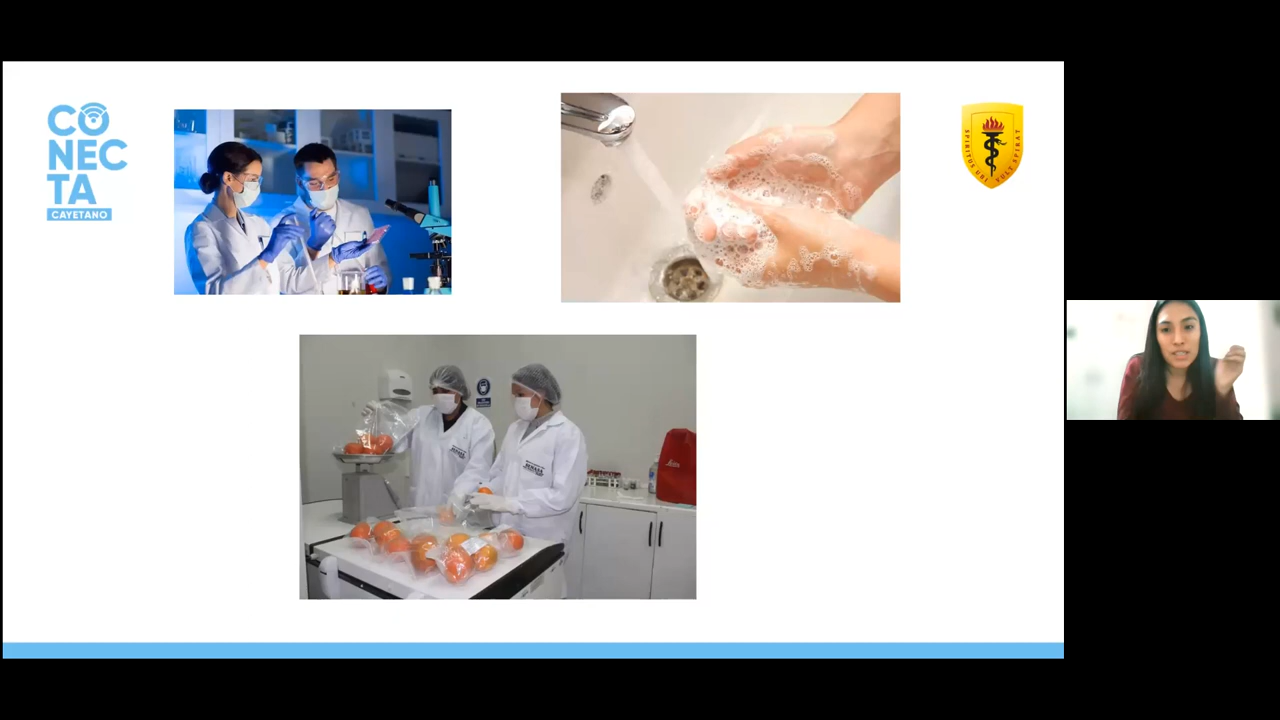 CO
NEC
TA
CAYETANO
SPIRITUS UBI VULT SPIRAT
SENASA
SENASA